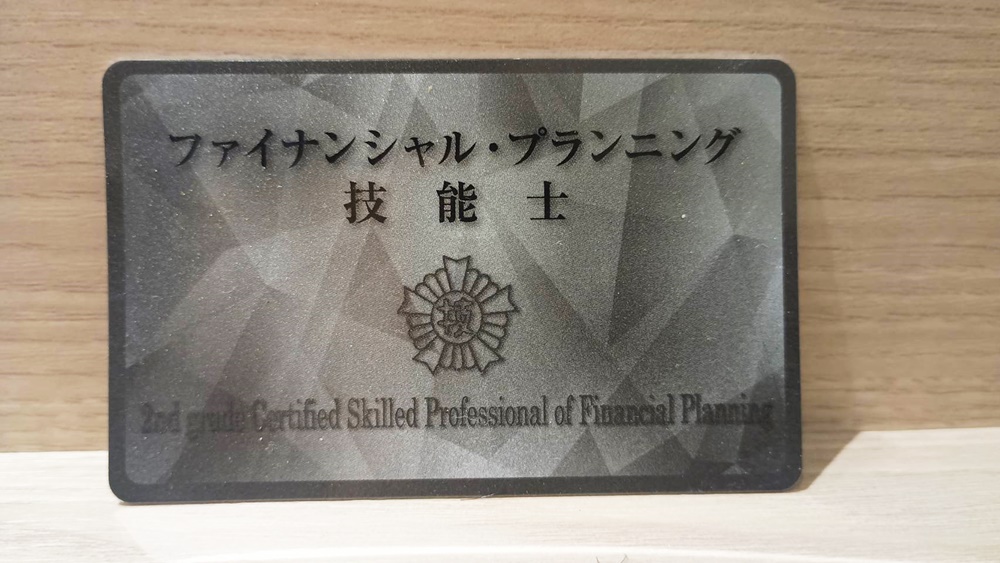 ファイナンシャル・プランニング
技能士
2nd grade Certified Skilled Professional of Financial Planning